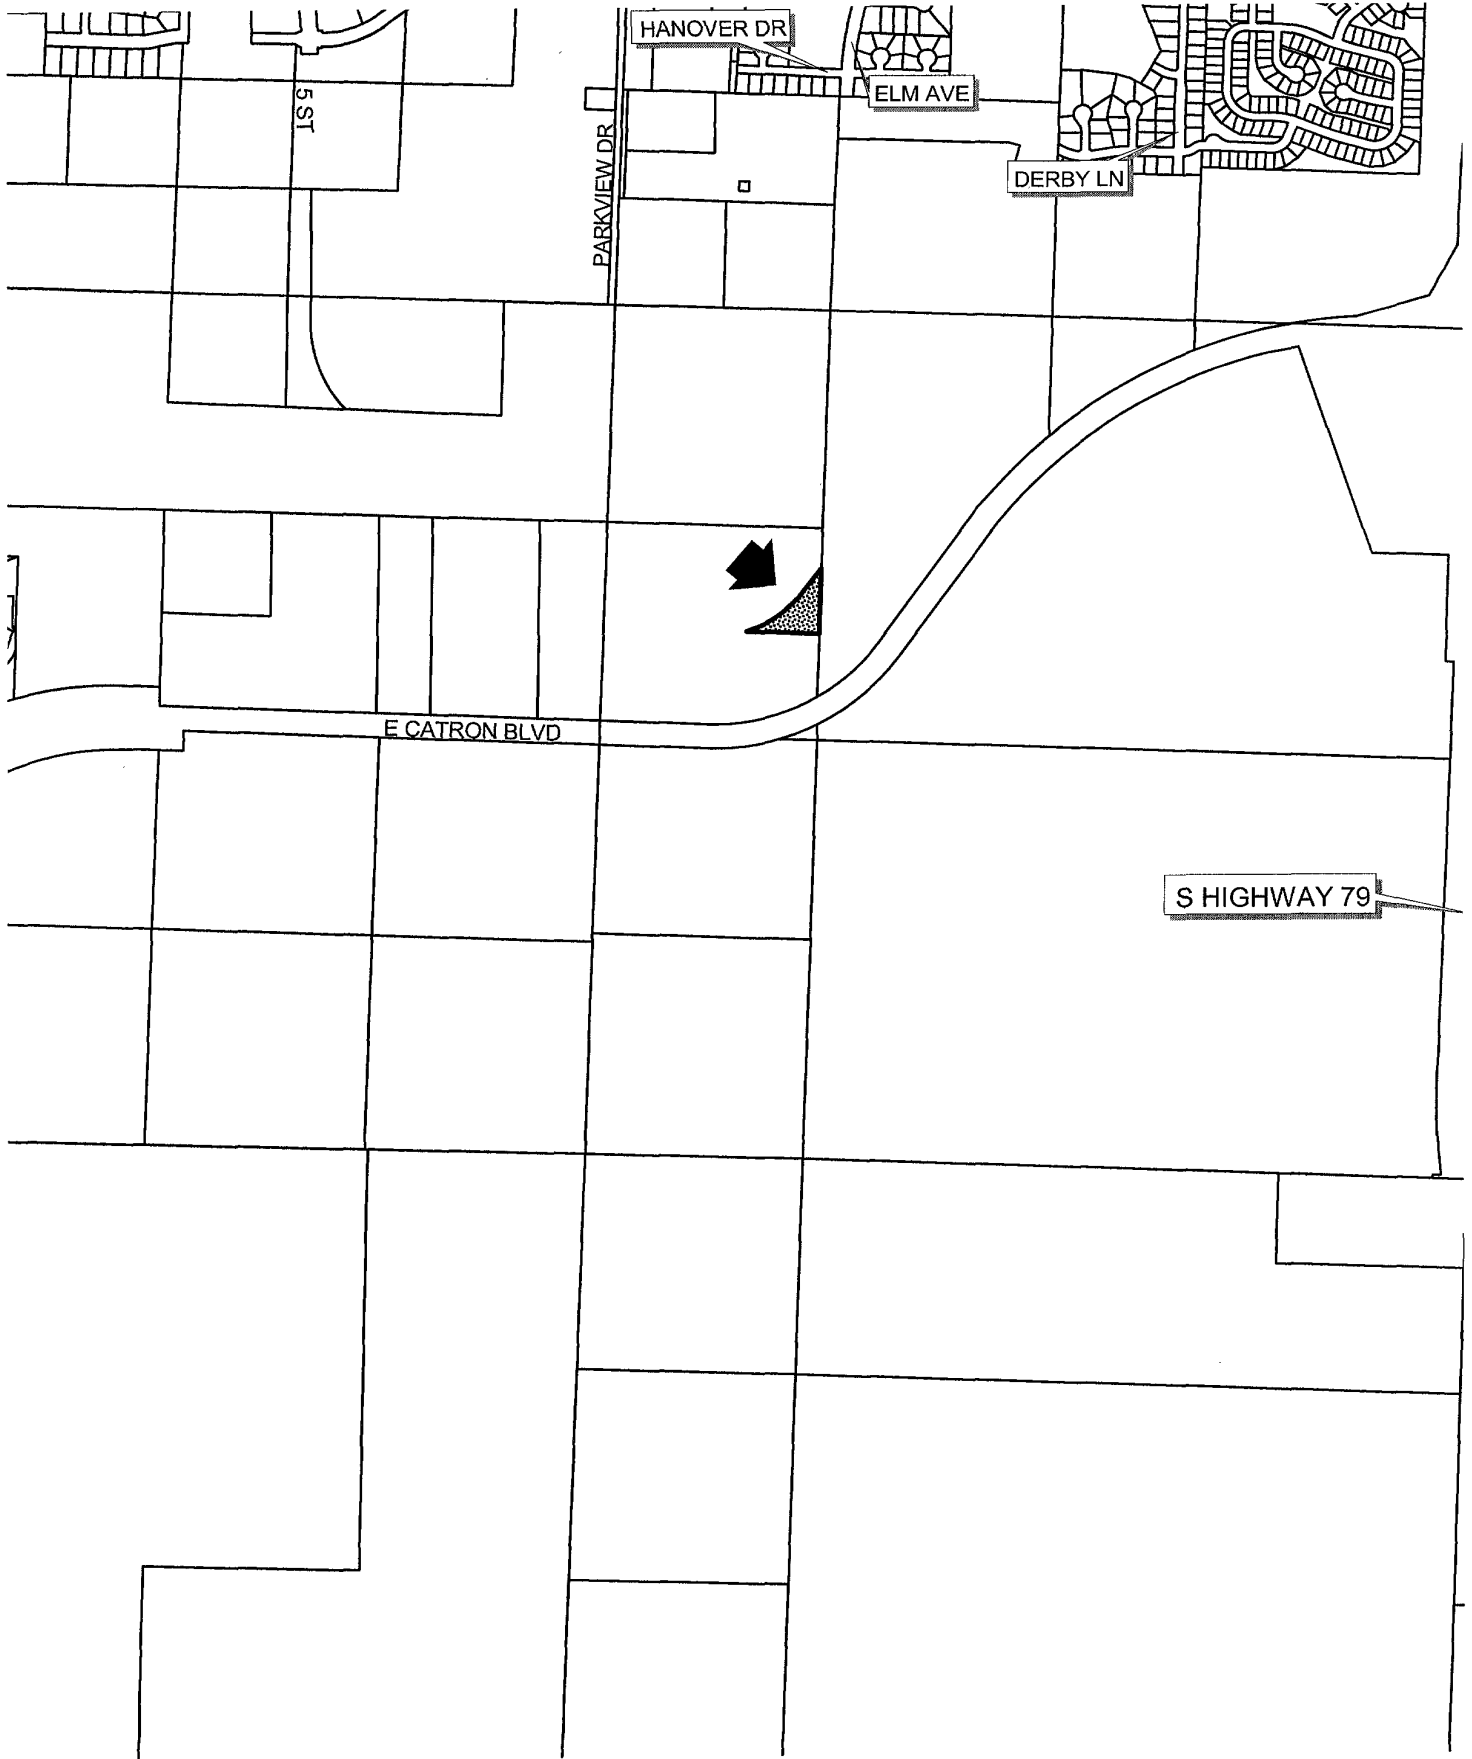 HANOVER DR
ELM AVE
5 ST
PARKVIEW DR
DERBY LN
E CATRON BLVD
S HIGHWAY 79